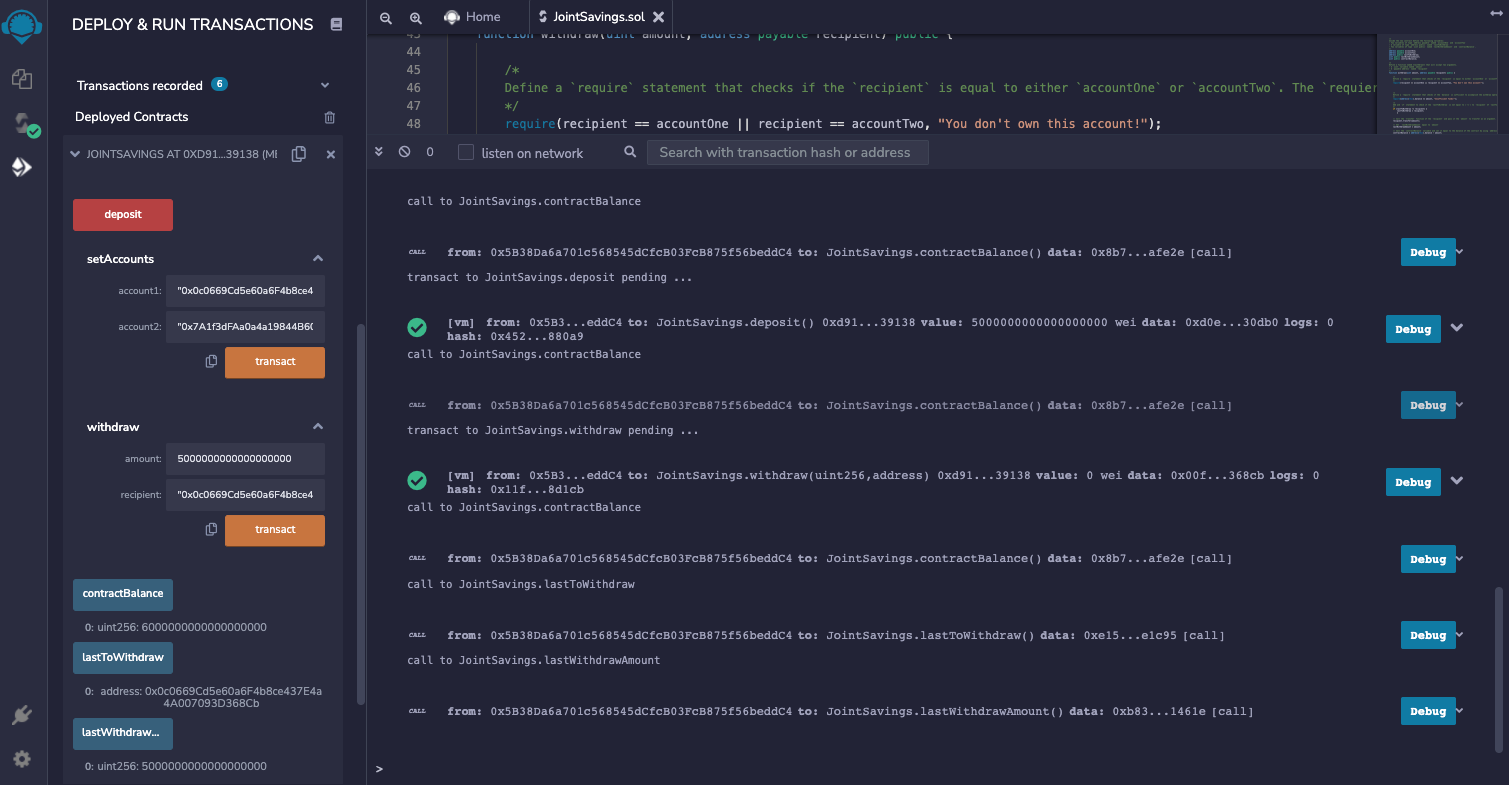 DEPLOY & RUN TRANSACTIONS
Transactions recorded 6
Deployed Contracts
JOINTSAVINGS AT 0XD91...39138 (ME
deposit
setAccounts
account1: "0x0c0669Cd5e60a6F4b8ce4
account2: "0x7A1f3dFAa0a4a19844B60
transact
withdraw
amount: 5000000000000000000
recipient: "0x0c0669Cd5e60a6F4b8ce4
transact
contractBalance
0: uint256: 6000000000000000000
lastToWithdraw
0: address: 0x0c0669Cd5e60a6F4b8ce437E4a
4A007093D368Cb
lastWithdraw...
0: uint256: 5000000000000000000
Home
JointSavings.sol
43 function withdraw(uint amount, address payable recipient) public {
44
45 /*
46 Define a `require` statement that checks if the `recipient` is equal to either `accountOne` or `accountTwo`. The `requier
47 */
48 require(recipient == accountOne || recipient == accountTwo, "You don't own this account!");
0 listen on network Search with transaction hash or address
call to JointSavings.contractBalance
CALL from: 0x5B38Da6a701c568545dCfcB03FcB875f56beddC4 to: JointSavings.contractBalance() data: 0x8b7...afe2e [call] Debug
transact to JointSavings.deposit pending ...
[vm] from: 0x5B3...eddC4 to: JointSavings.deposit() 0xd91...39138 value: 5000000000000000000 wei data: 0xd0e...30db0 logs: 0 Debug
hash: 0x452...880a9
call to JointSavings.contractBalance
CALL from: 0x5B38Da6a701c568545dCfcB03FcB875f56beddC4 to: JointSavings.contractBalance() data: 0x8b7...afe2e [call] Debug
transact to JointSavings.withdraw pending ...
[vm] from: 0x5B3...eddC4 to: JointSavings.withdraw(uint256,address) 0xd91...39138 value: 0 wei data: 0x00f...368cb logs: 0 Debug
hash: 0x11f...8d1cb
call to JointSavings.contractBalance
CALL from: 0x5B38Da6a701c568545dCfcB03FcB875f56beddC4 to: JointSavings.contractBalance() data: 0x8b7...afe2e [call] Debug
call to JointSavings.lastToWithdraw
CALL from: 0x5B38Da6a701c568545dCfcB03FcB875f56beddC4 to: JointSavings.lastToWithdraw() data: 0xe15...e1c95 [call] Debug
call to JointSavings.lastWithdrawAmount
CALL from: 0x5B38Da6a701c568545dCfcB03FcB875f56beddC4 to: JointSavings.lastWithdrawAmount() data: 0xb83...1461e [call] Debug
>